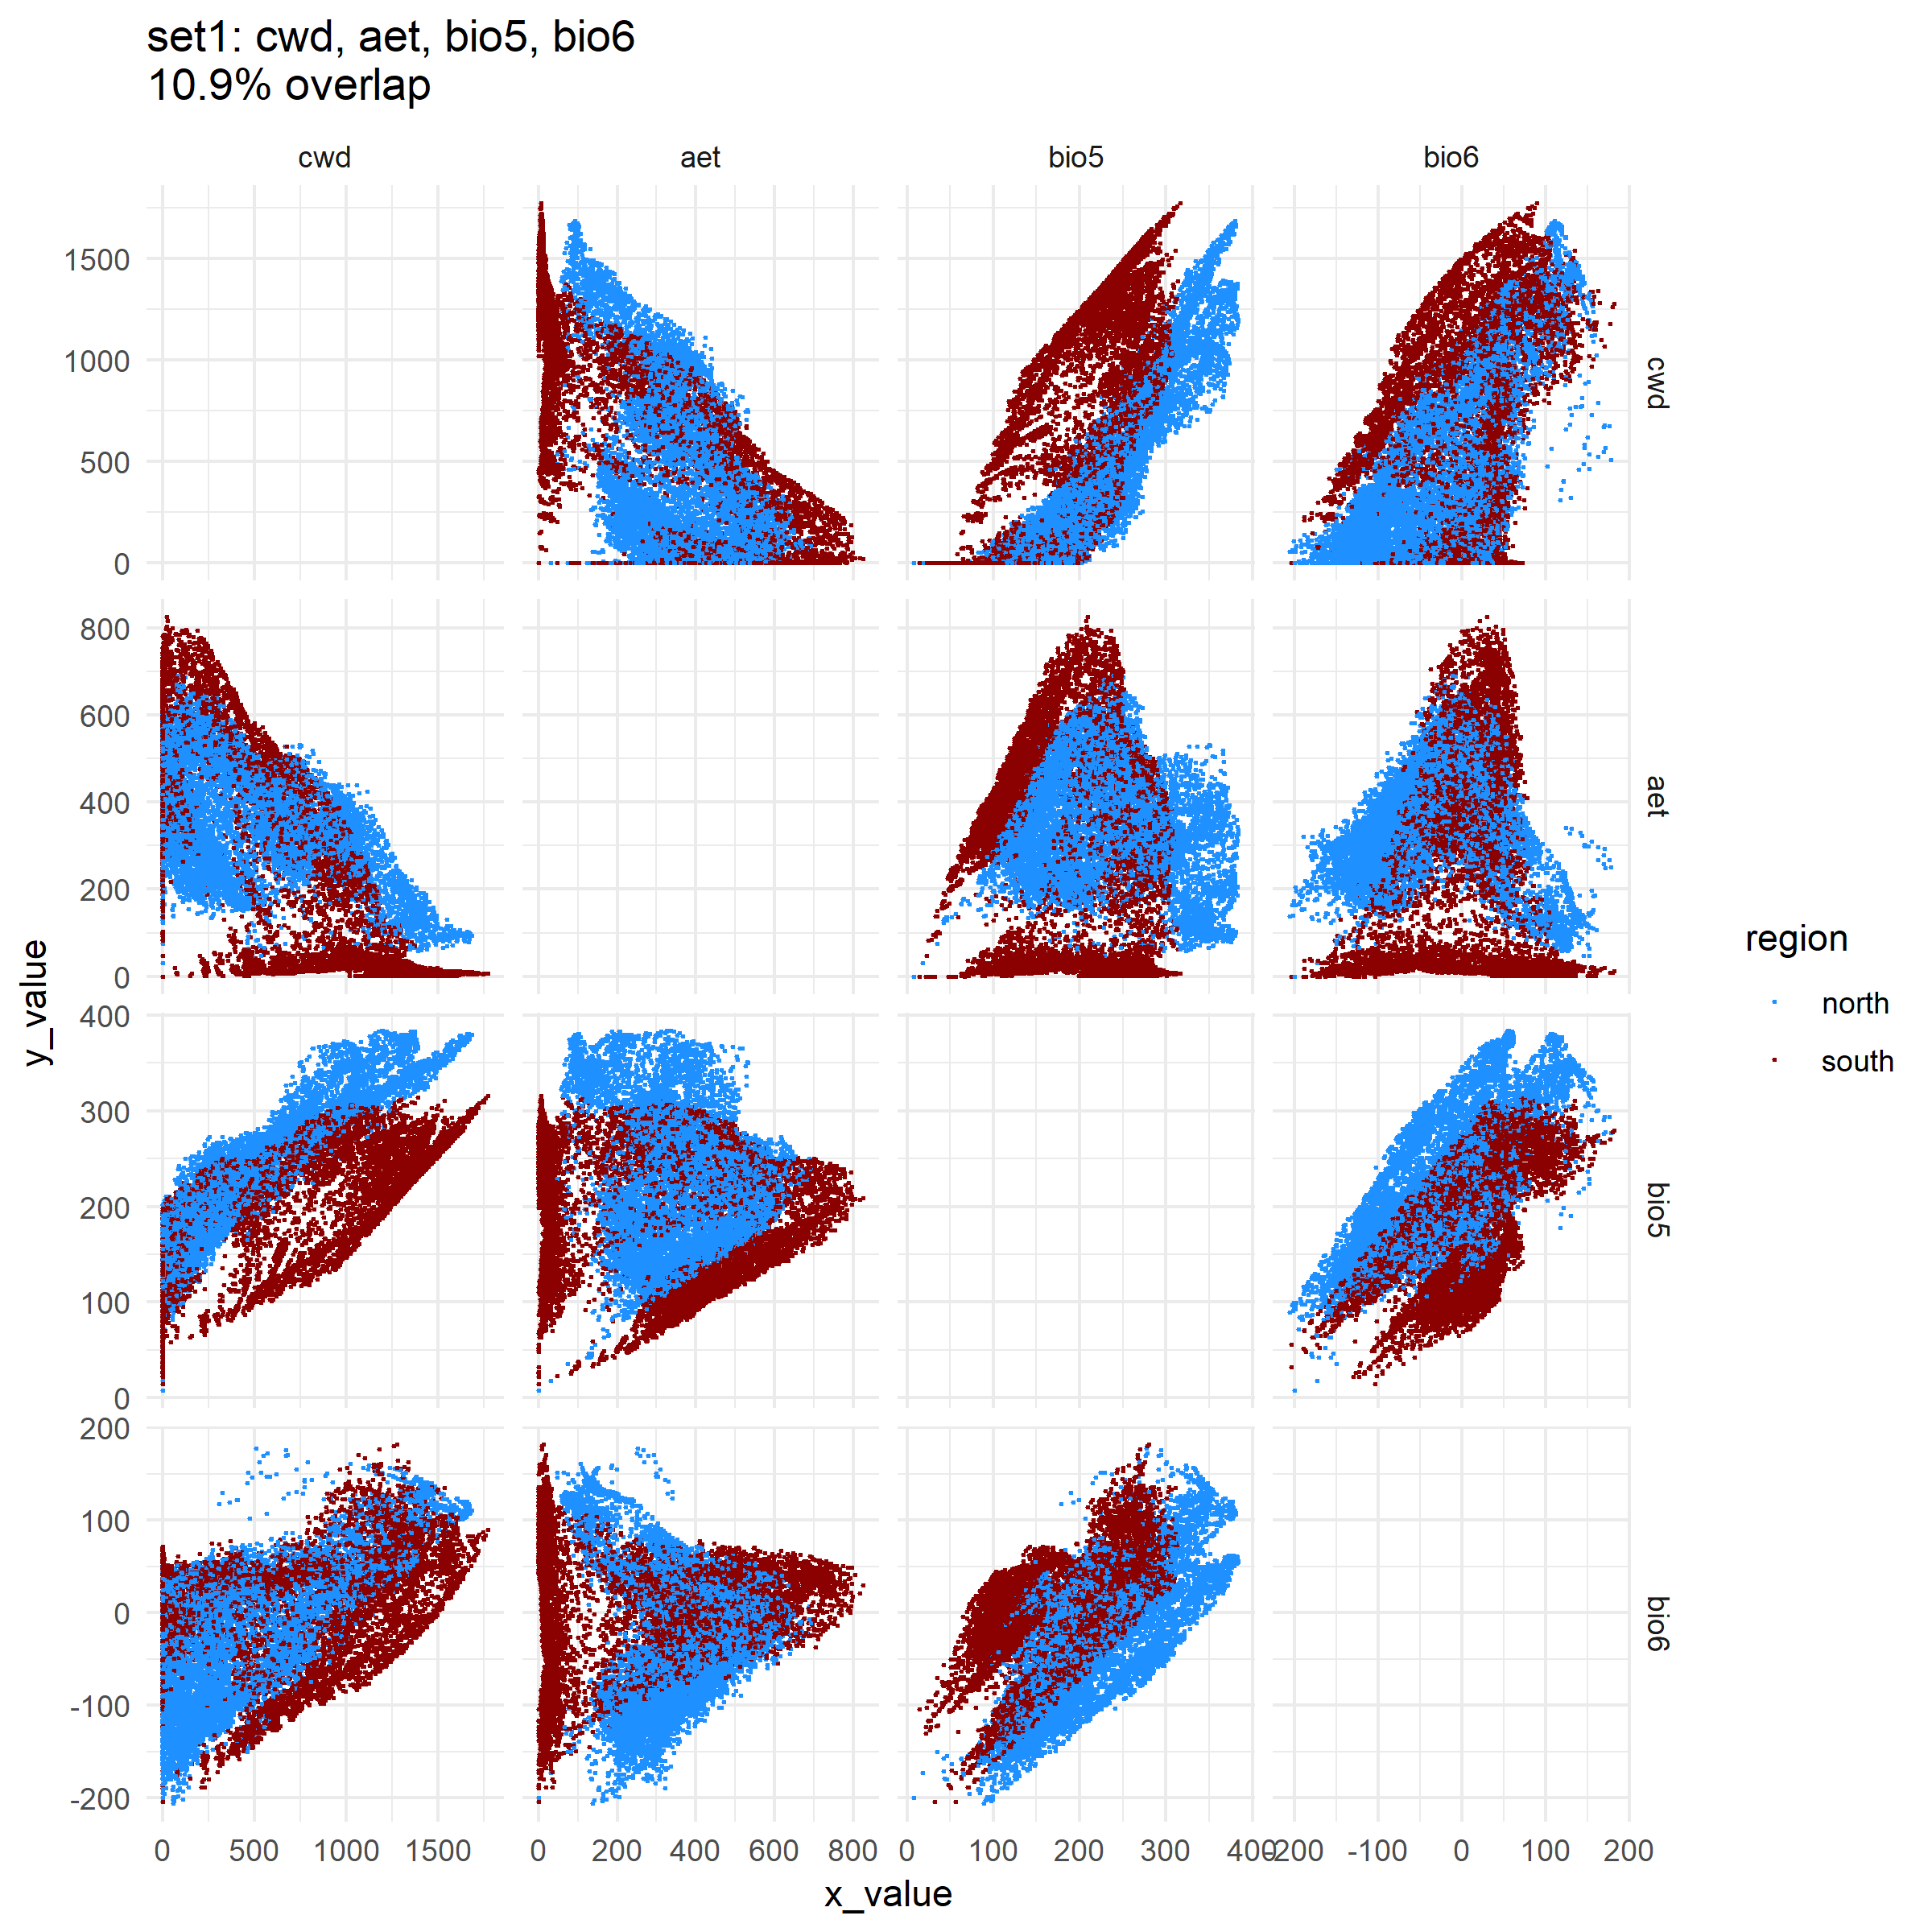 set1: cwd, aet, bio5, bio6
10.9% overlap
cwd aet bio5 bio6
1500
1000
500
0
cwd
800
600
400
200
0
aet
400
300
200
100
0
bio5
200
100
0
-100
-200
bio6
0 500 1000 1500 0 200 400 600 800 0 100 200 300 400 -200 -100 0 100 200
x_value
y_value
region
north
south